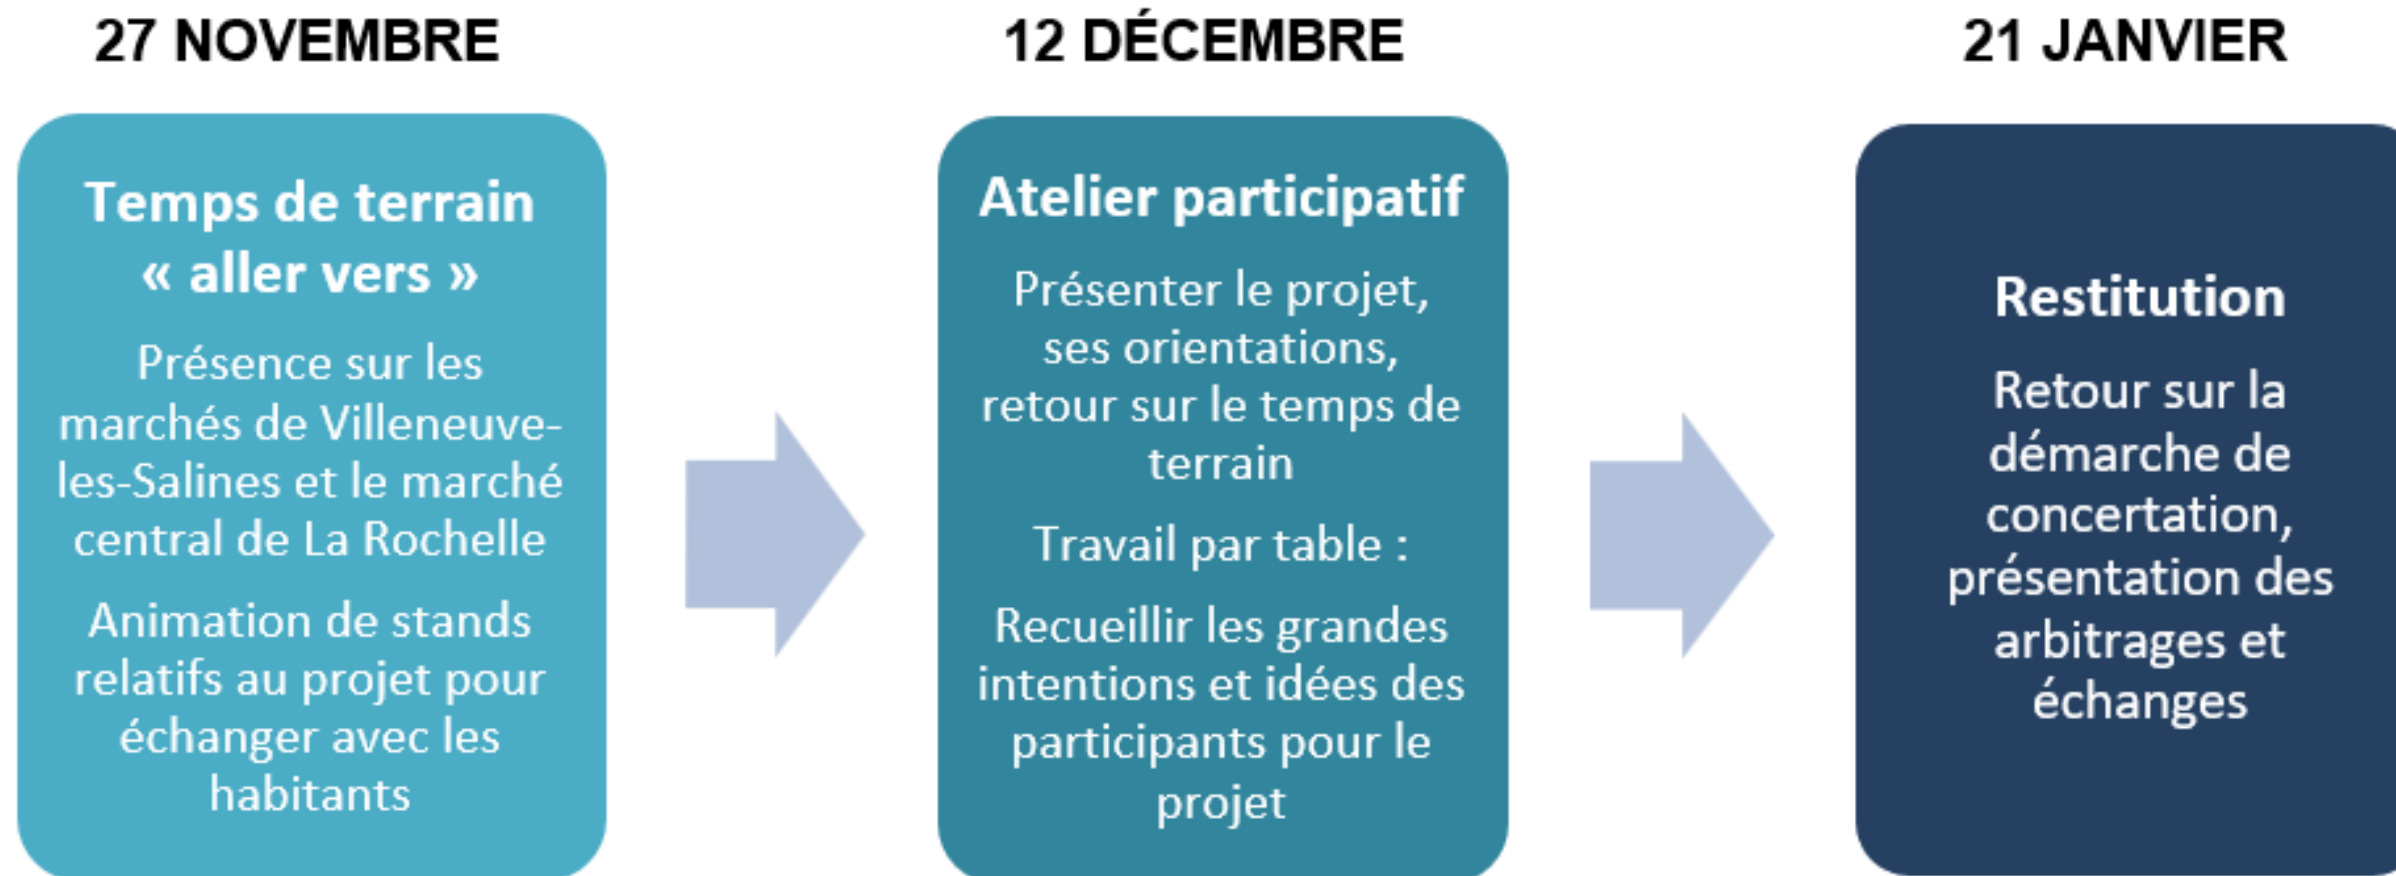 27 NOVEMBRE
Temps de terrain
« aller vers »
Présence sur les
marchés de Villeneuve-
les-Salines et le marché
central de La Rochelle
Animation de stands
relatifs au projet pour
échanger avec les
habitants
12 DÉCEMBRE
Atelier participatif
Présenter le projet,
ses orientations,
retour sur le temps de
terrain
Travail par table :
Recueillir les grandes
intentions et idées des
participants pour le
projet
21 JANVIER
Restitution
Retour sur la
démarche de
concertation,
présentation des
arbitrages et
échanges